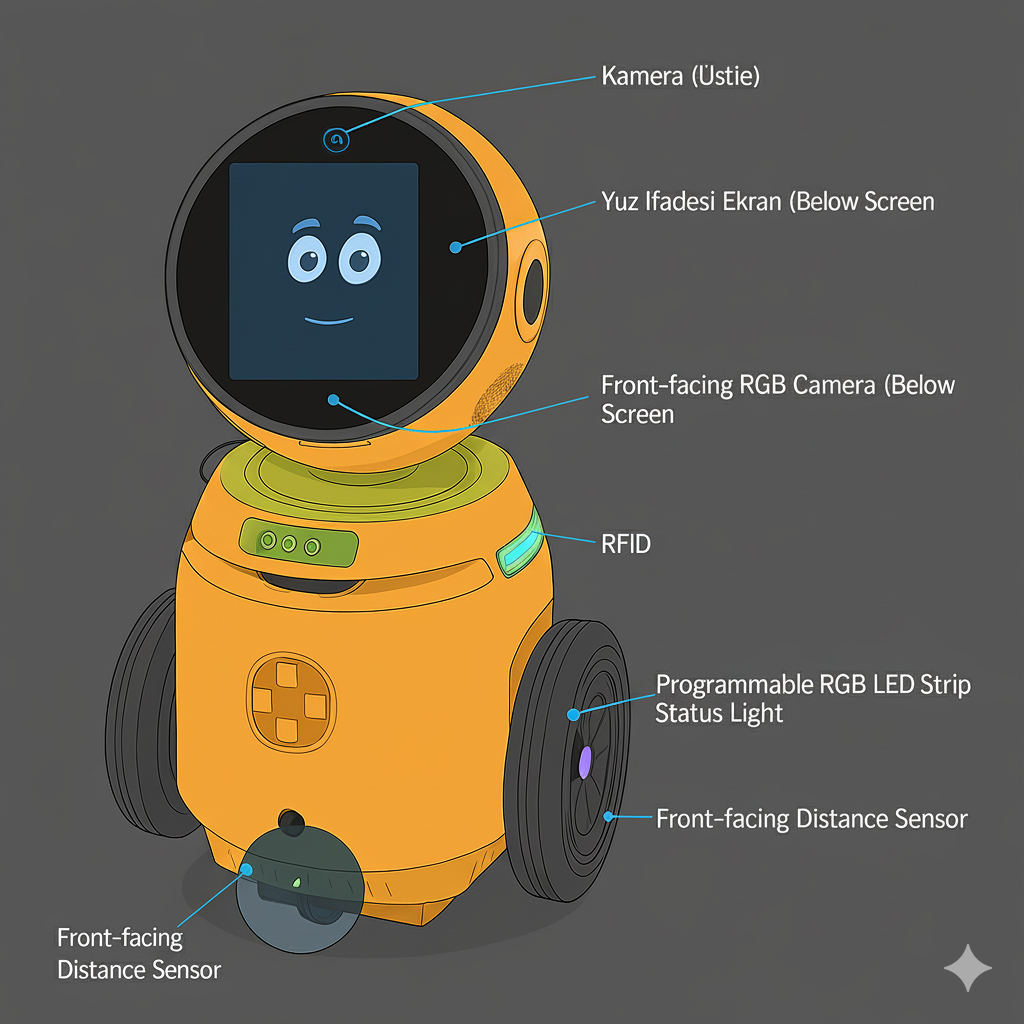 Kamera (Üstie)
Yuz Ifadesi Ekran (Below Screen
Front-facing RGB Camera (Below
Screen
RFID
Programmable RGB LED Strip
Status Light
Front-facing Distance Sensor
Front-facing
Distance Sensor